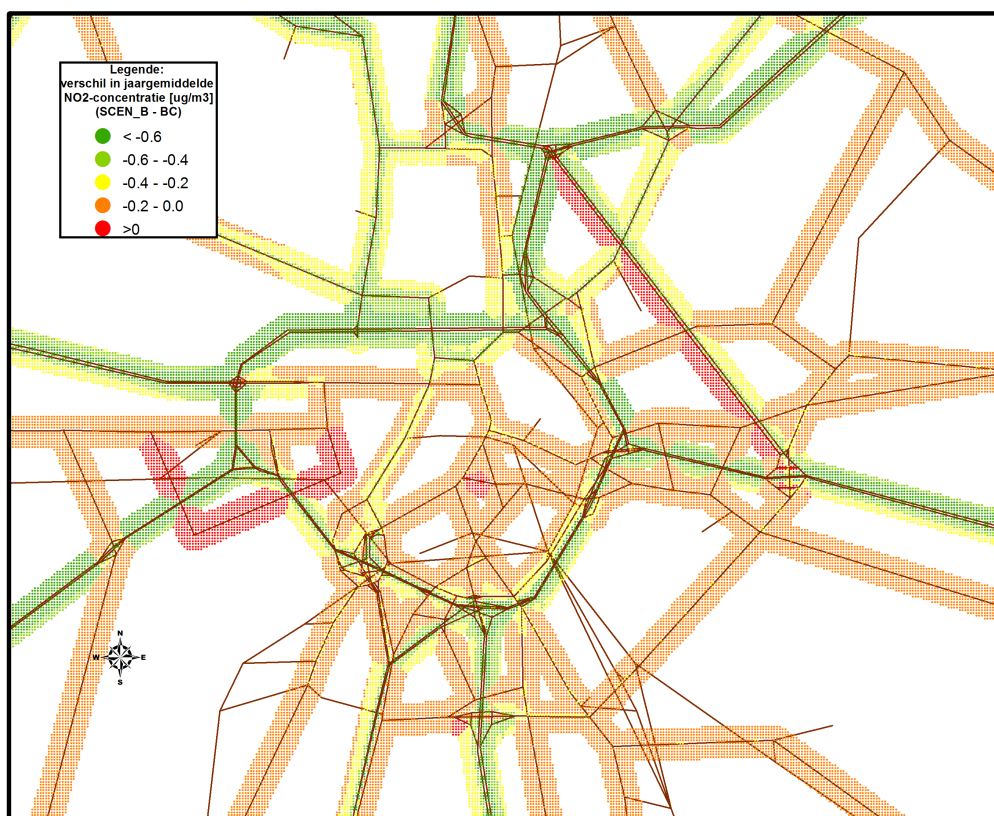 Legende:
verschil in jaargemiddelde
NO2-concentratie [ug/m3]
(SCEN_B - BC)
< -0.6
-0.6 - -0.4
-0.4 - -0.2
-0.2 - 0.0
>0
N
W E
S